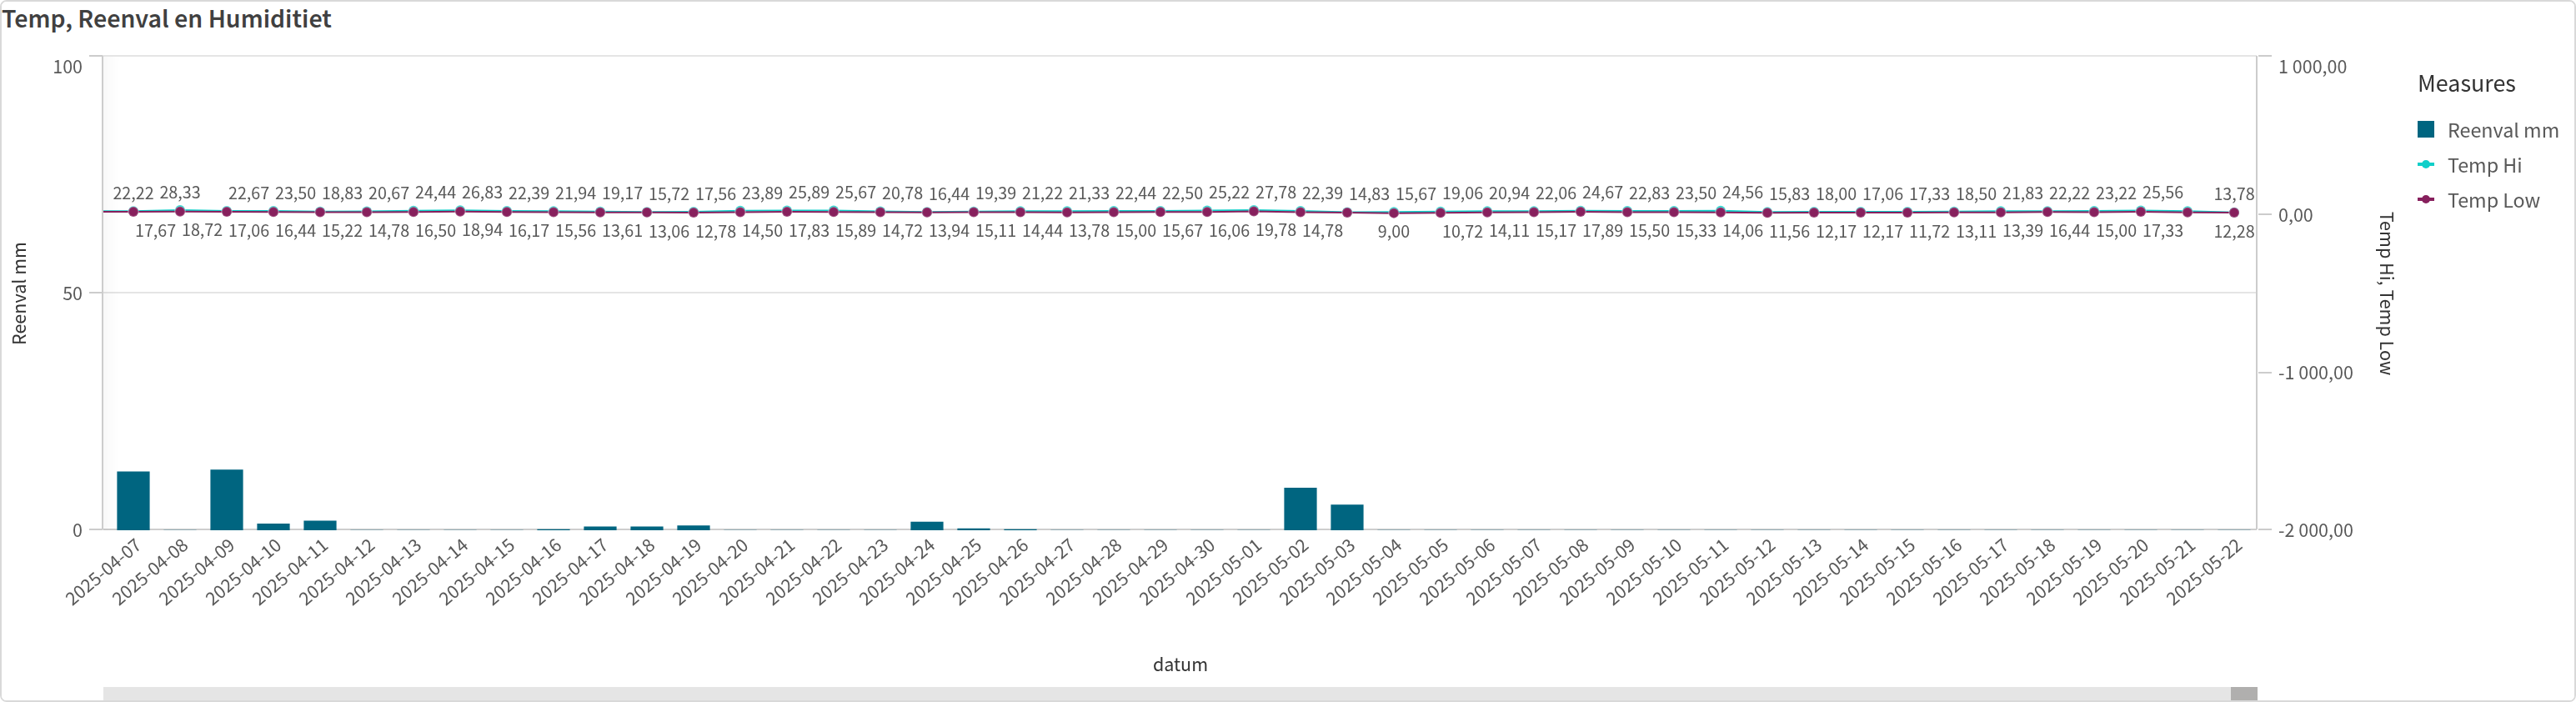 Temp, Reenval en Humiditiet
100
50
0
Reenval mm
22,22 28,33 22,67 23,50 18,83 20,67 24,44 26,83 22,39 21,94 19,17 15,72 17,56 23,89 25,89 25,67 20,78 16,44 19,39 21,22 21,33 22,44 22,50 25,22 27,78 22,39 14,83 15,67 19,06 20,94 22,06 24,67 22,83 23,50 24,56 15,83 18,00 17,06 17,33 18,50 21,83 22,22 23,22 25,56 13,78
17,67 18,72 17,06 16,44 15,22 14,78 16,50 18,94 16,17 15,56 13,61 13,06 12,78 14,50 17,83 15,89 14,72 13,94 15,11 14,44 13,78 15,00 15,67 16,06 19,78 14,78 9,00 10,72 14,11 15,17 17,89 15,50 15,33 14,06 11,56 12,17 12,17 11,72 13,11 13,39 16,44 15,00 17,33 12,28
1 000,00
0,00
-1 000,00
-2 000,00
Temp Hi, Temp Low
2025-04-07 2025-04-08 2025-04-09 2025-04-10 2025-04-11 2025-04-12 2025-04-13 2025-04-14 2025-04-15 2025-04-16 2025-04-17 2025-04-18 2025-04-19 2025-04-20 2025-04-21 2025-04-22 2025-04-23 2025-04-24 2025-04-25 2025-04-26 2025-04-27 2025-04-28 2025-04-29 2025-04-30 2025-05-01 2025-05-02 2025-05-03 2025-05-04 2025-05-05 2025-05-06 2025-05-07 2025-05-08 2025-05-09 2025-05-10 2025-05-11 2025-05-12 2025-05-13 2025-05-14 2025-05-15 2025-05-16 2025-05-17 2025-05-18 2025-05-19 2025-05-20 2025-05-21 2025-05-22
datum
Measures
Reenval mm
Temp Hi
Temp Low